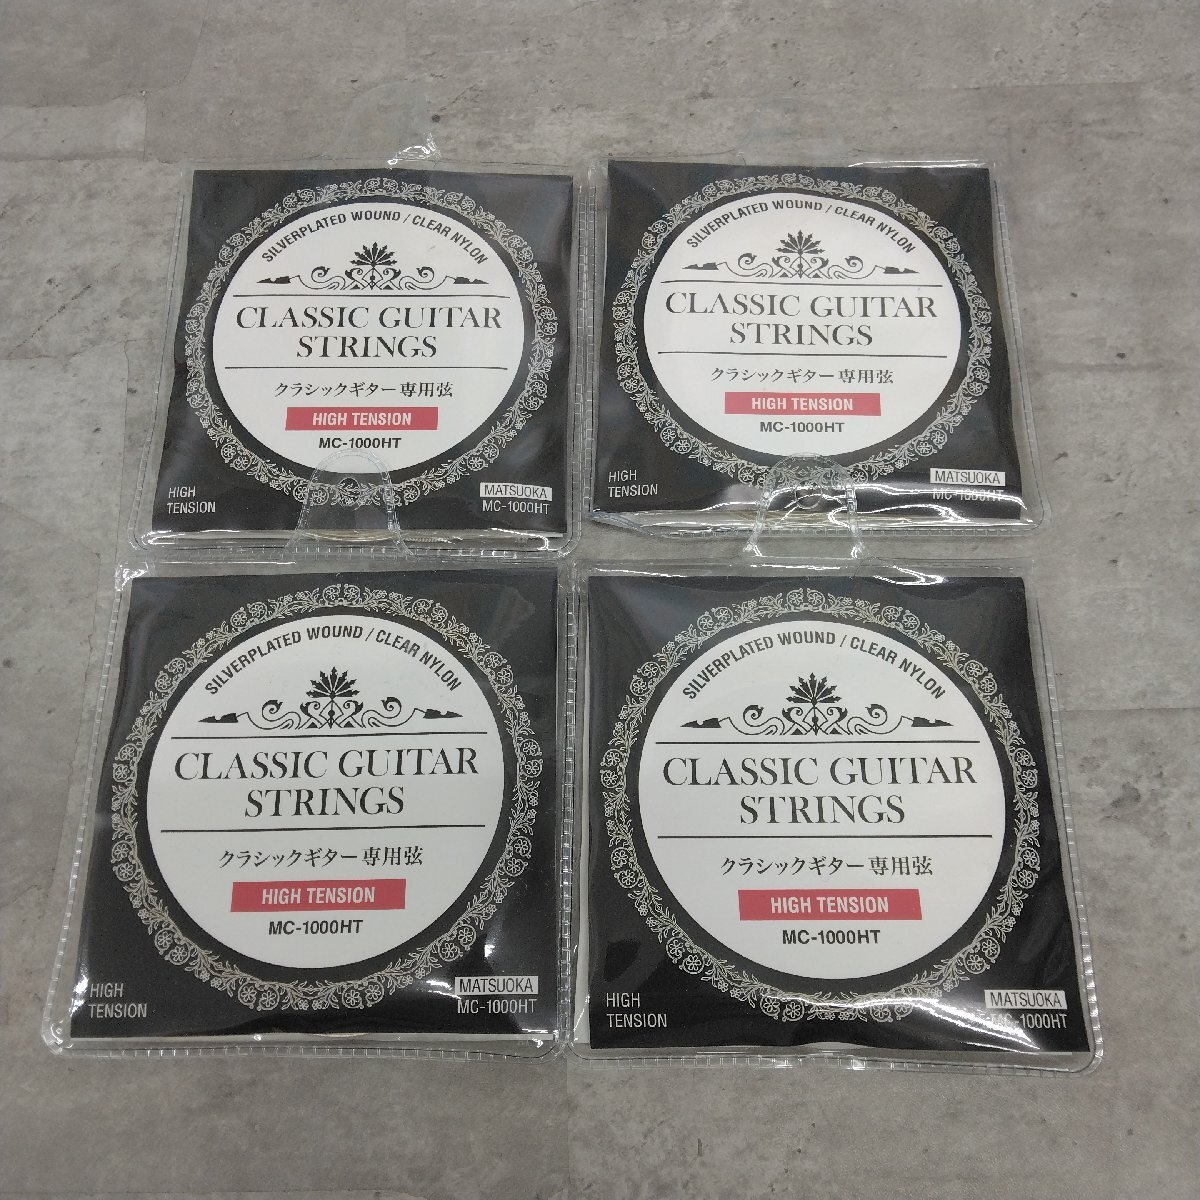 SILVERPLATED WOUND / CLEAR NYLON
CLASSIC GUITAR
STRINGS
クラシックギター専用弦
HIGH TENSION
MC-1000HT
HIGH
TENSION
MATSUOKA
MC-1000HT
SILVERPLATED WOUND / CLEAR NYLON
CLASSIC GUITAR
STRINGS
クラシックギター専用弦
HIGH TENSION
MC-1000HT
HIGH
TENSION
MATSUOKA
MC-1000HT
SILVERPLATED WOUND / CLEAR NYLON
CLASSIC GUITAR
STRINGS
クラシックギター専用弦
HIGH TENSION
MC-1000HT
HIGH
TENSION
MATSUOKA
MC-1000HT
SILVERPLATED WOUND / CLEAR NYLON
CLASSIC GUITAR
STRINGS
クラシックギター専用弦
HIGH TENSION
MC-1000HT
HIGH
TENSION
MATSUOKA
MC-1000HT